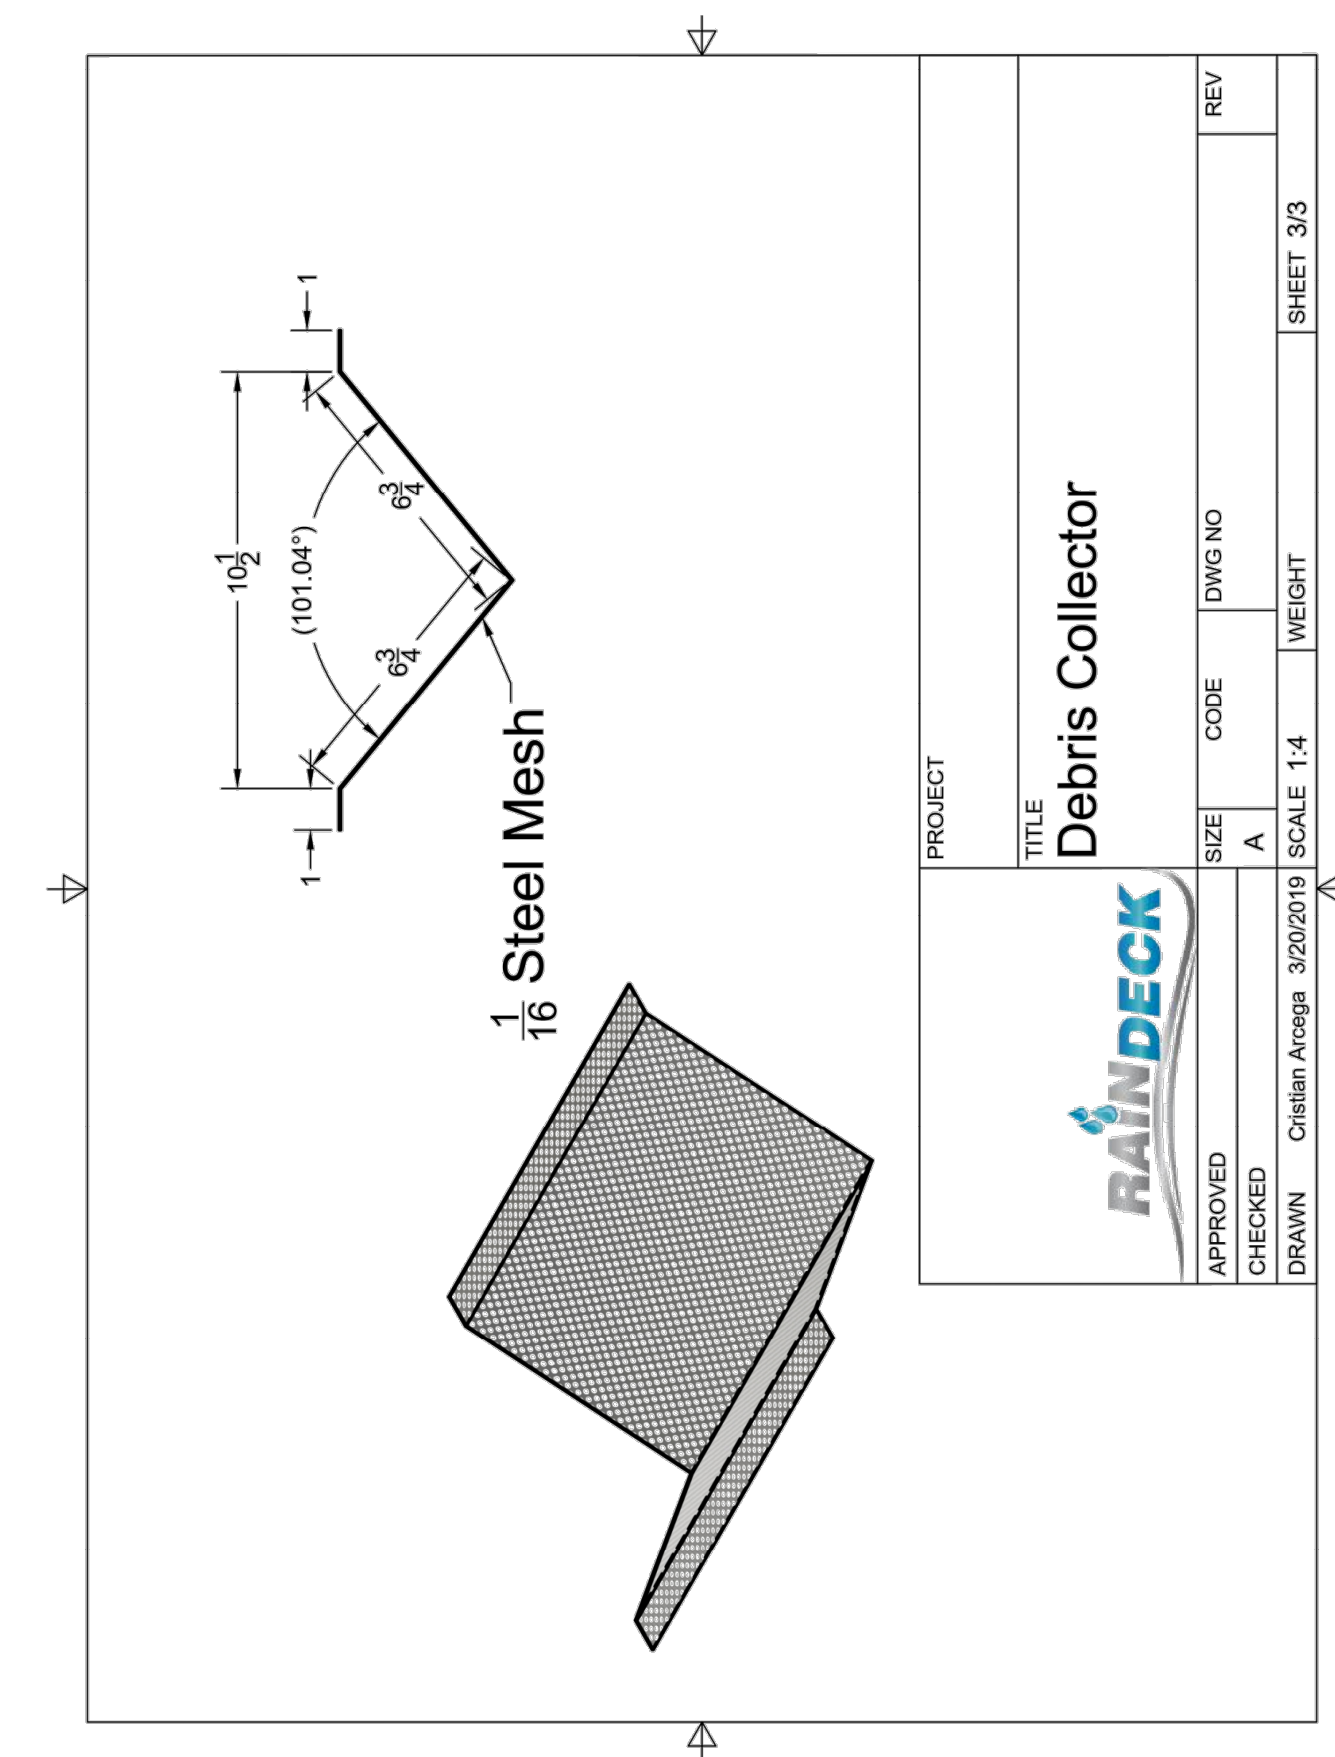 10 1/2
(101.04°)
1
1
6 3/4
6 3/4
1/16 Steel Mesh
RAINDECK
PROJECT
TITLE
Debris Collector
APPROVED
CHECKED
DRAWN Cristian Arcega 3/20/2019
SIZE
A
CODE
DWG NO
REV
SCALE 1:4
WEIGHT
SHEET 3/3